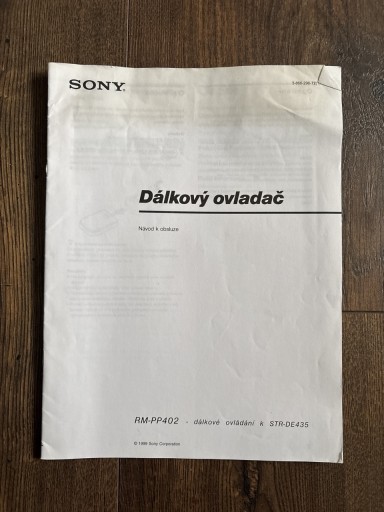 SONY
Dálkový ovladač
Návod k obsluze
RM-PP402 - dálkové ovládání k STR-DE435
© 1999 Sony Corporation